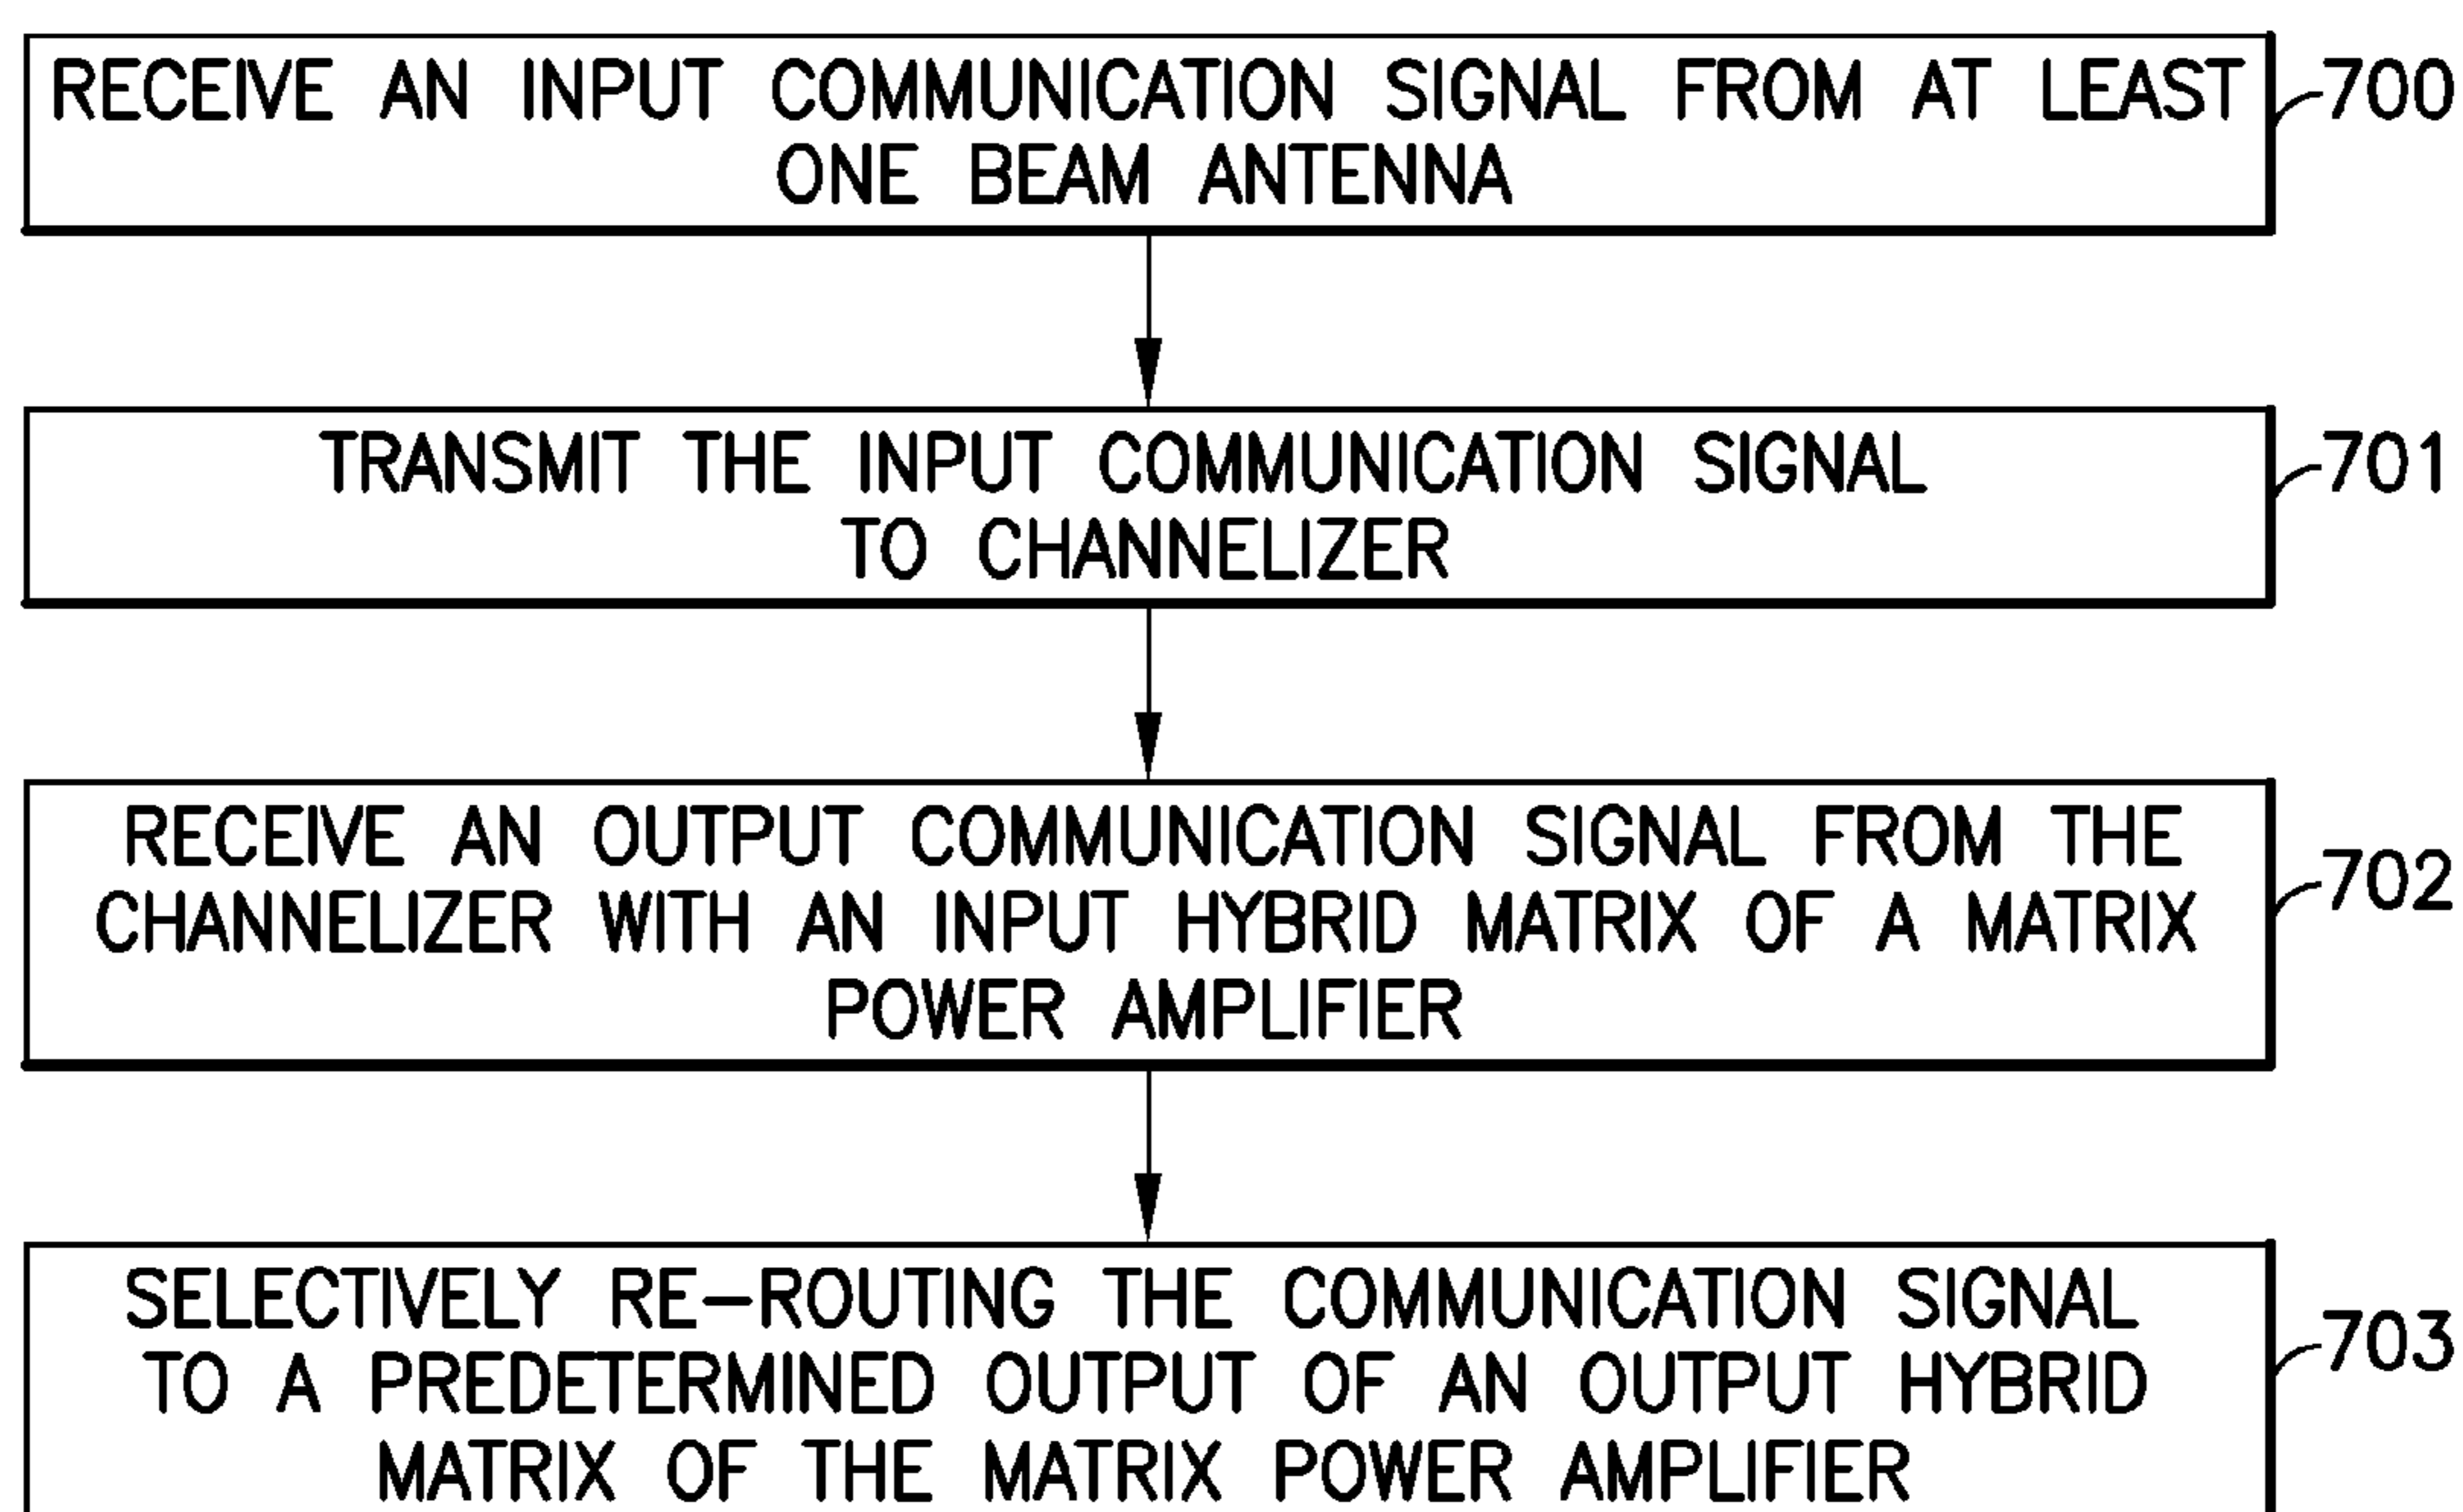 RECEIVE AN INPUT COMMUNICATION SIGNAL FROM AT LEAST
ONE BEAM ANTENNA
700
TRANSMIT THE INPUT COMMUNICATION SIGNAL
TO CHANNELIZER
701
RECEIVE AN OUTPUT COMMUNICATION SIGNAL FROM THE
CHANNELIZER WITH AN INPUT HYBRID MATRIX OF A MATRIX
POWER AMPLIFIER
702
SELECTIVELY RE-ROUTING THE COMMUNICATION SIGNAL
TO A PREDETERMINED OUTPUT OF AN OUTPUT HYBRID
MATRIX OF THE MATRIX POWER AMPLIFIER
703